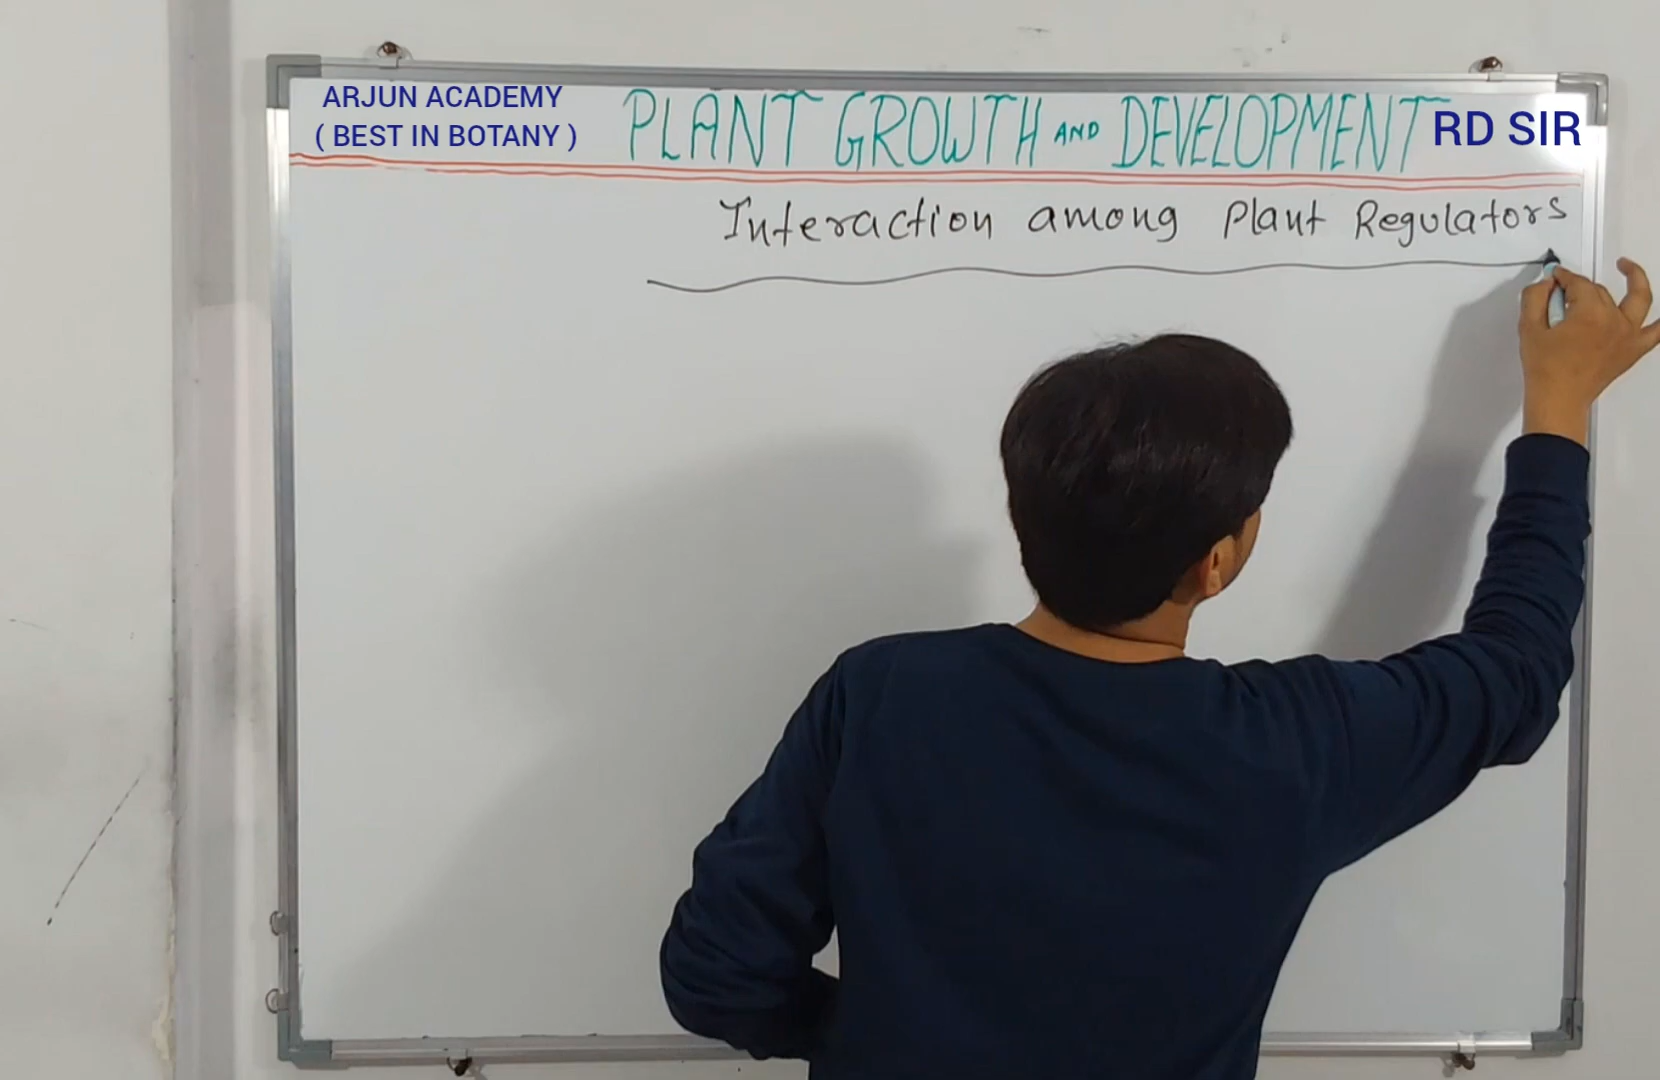 ARJUN ACADEMY
( BEST IN BOTANY )
PLANT GROWTH AND DEVELOPMENT
RD SIR
Interaction among Plant Regulators